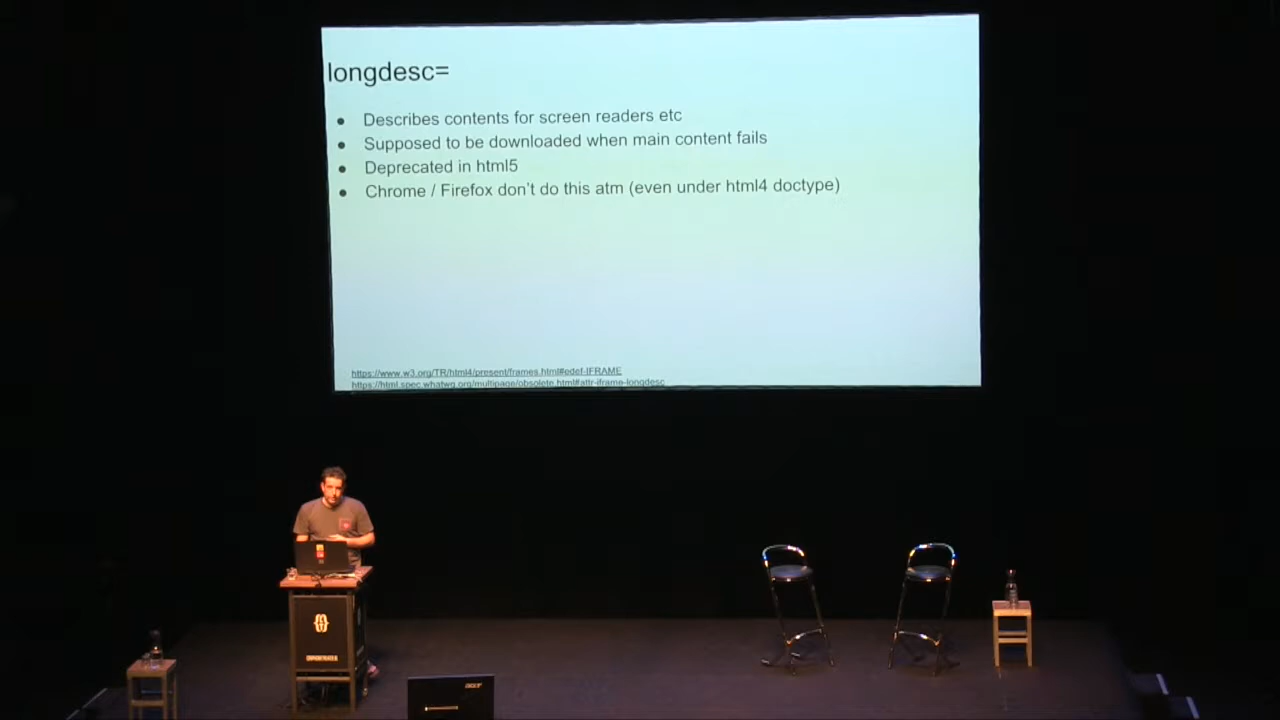 longdesc=
● Describes contents for screen readers etc
● Supposed to be downloaded when main content fails
● Deprecated in html5
● Chrome / Firefox don't do this atm (even under html4 doctype)
https://www.w3.org/TR/html4/present/frames.html#edef-IFRAME
https://html.spec.whatwg.org/multipage/obsolete.html#attr-iframe-longdesc
acer